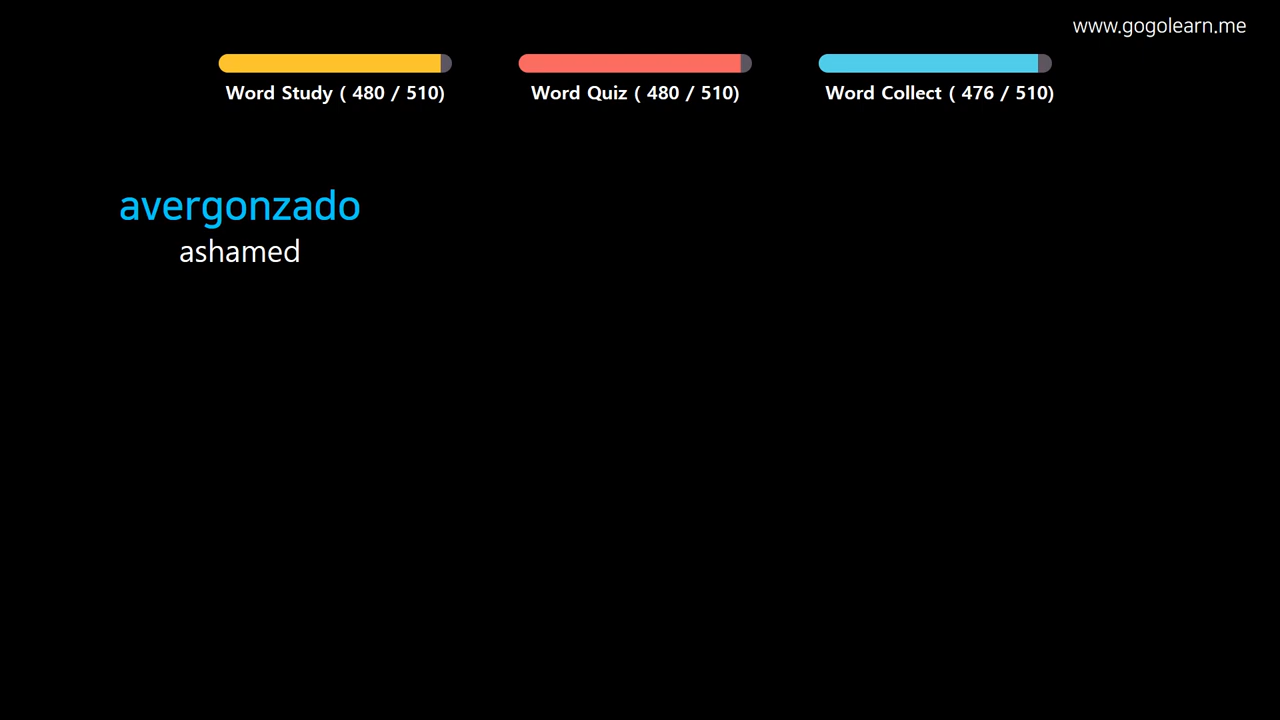 www.gogolearn.me
Word Study ( 480 / 510)
Word Quiz ( 480 / 510)
Word Collect ( 476 / 510)
avergonzado
ashamed